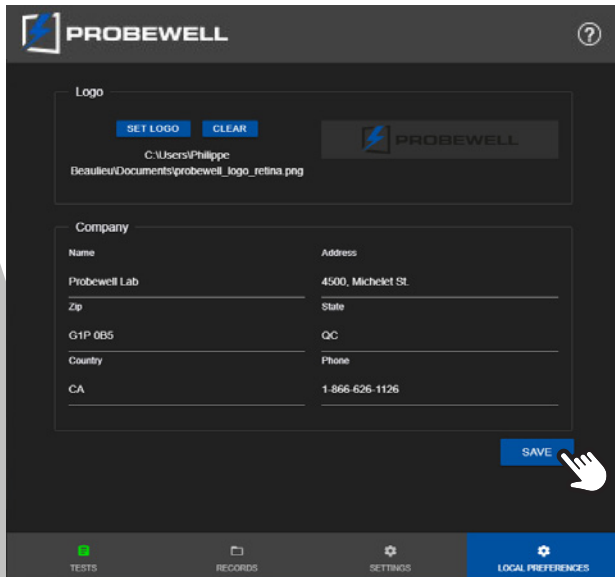 PROBEWELL
?
Logo
SET LOGO CLEAR
PROBEWELL
C:\Users\Philippe
Beaulieu\Documents\probewell_logo_retina.png
Company
Name Address
Probewell Lab 4500, Michelet St.
Zip State
G1P 0B5 QC
Country Phone
CA 1-866-626-1126
SAVE
TESTS RECORDS SETTINGS LOCAL PREFERENCES